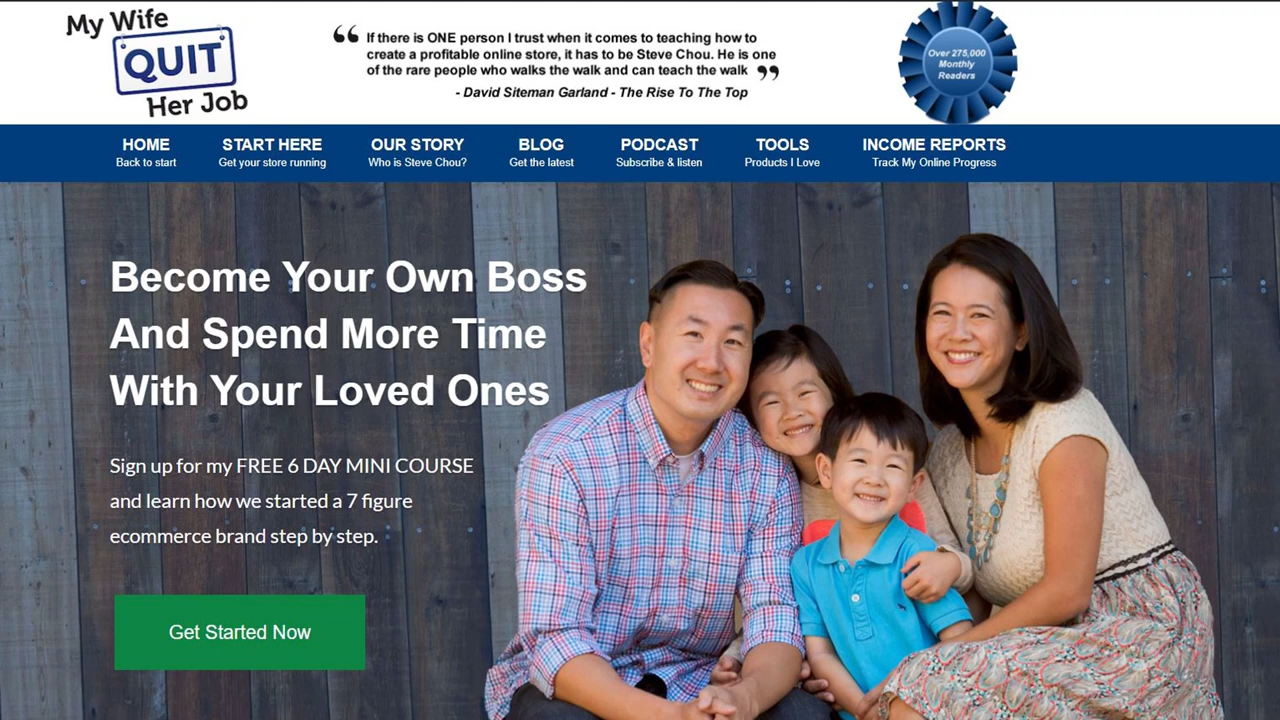 My Wife
QUIT
Her Job
“ If there is ONE person I trust when it comes to teaching how to
create a profitable online store, it has to be Steve Chou. He is one
of the rare people who walks the walk and can teach the walk ”
- David Siteman Garland - The Rise To The Top
Over 275,000
Monthly
Readers
HOME
Back to start
START HERE
Get your store running
OUR STORY
Who is Steve Chou?
BLOG
Get the latest
PODCAST
Subscribe & listen
TOOLS
Products I Love
INCOME REPORTS
Track My Online Progress
Become Your Own Boss
And Spend More Time
With Your Loved Ones
Sign up for my FREE 6 DAY MINI COURSE
and learn how we started a 7 figure
ecommerce brand step by step.
Get Started Now